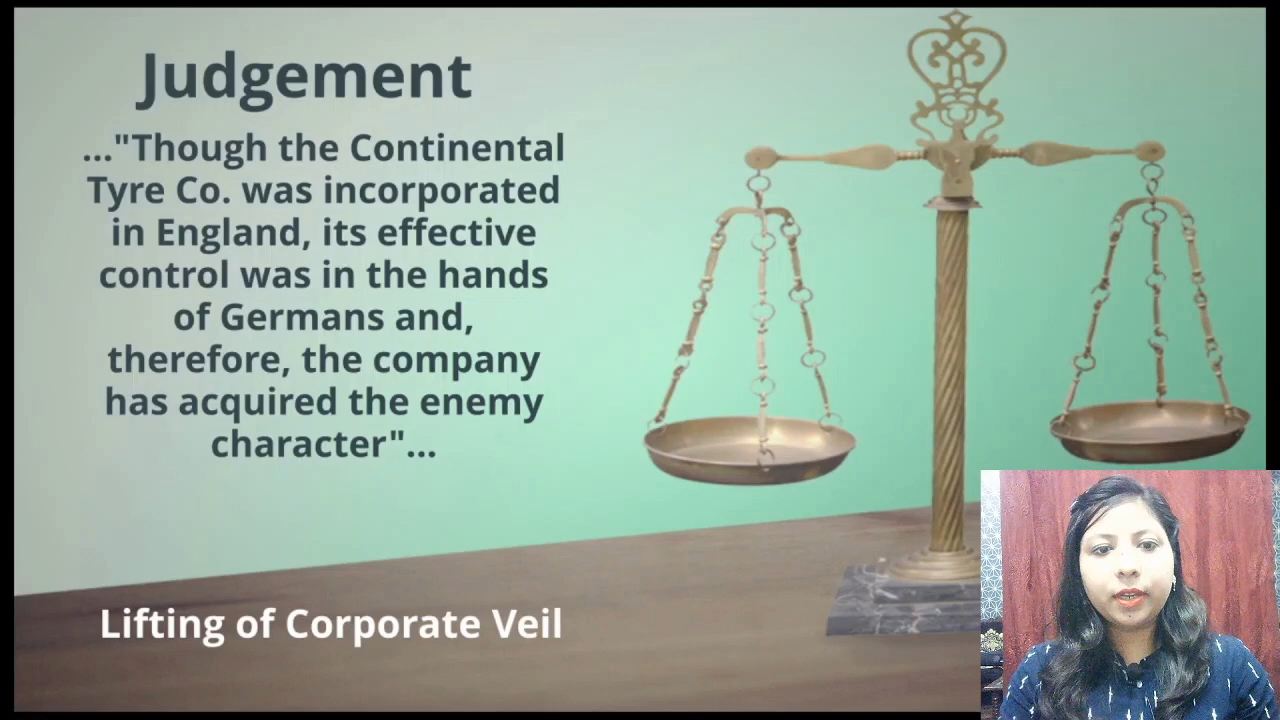 Judgement
..."Though the Continental
Tyre Co. was incorporated
in England, its effective
control was in the hands
of Germans and,
therefore, the company
has acquired the enemy
character"...
Lifting of Corporate Veil